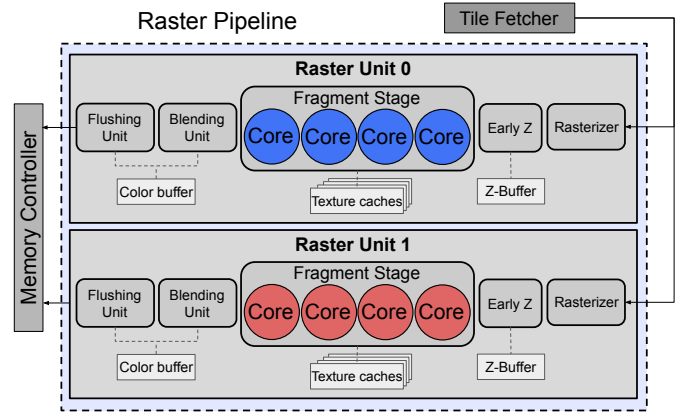 Raster Pipeline
Tile Fetcher
Memory Controller
Raster Unit 0
Fragment Stage
Flushing
Unit
Blending
Unit
Core Core Core Core
Early Z
Rasterizer
Color buffer
Texture caches
Z-Buffer
Raster Unit 1
Fragment Stage
Flushing
Unit
Blending
Unit
Core Core Core Core
Early Z
Rasterizer
Color buffer
Texture caches
Z-Buffer